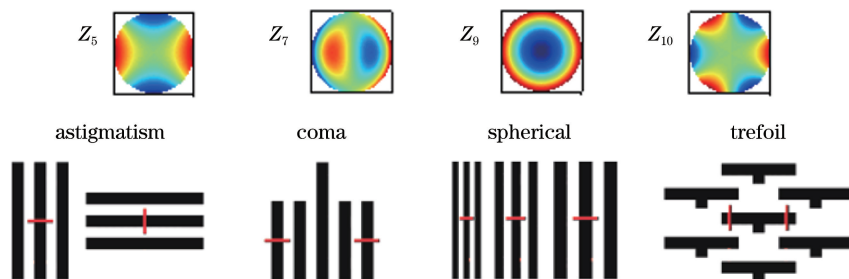 Z₅ Z₇ Z₉ Z₁₀
astigmatism coma spherical trefoil